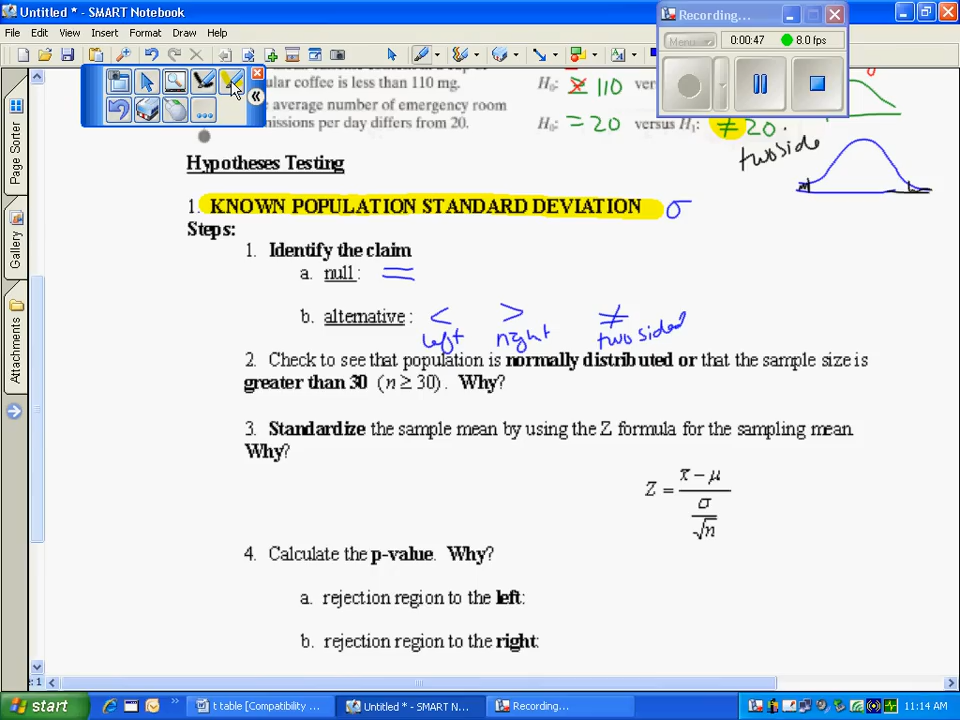 Untitled * - SMART Notebook
File Edit View Insert Format Draw Help
Recording...
Menu
0:00:47 8.0 fps
Page Sorter
Gallery
Attachments
ular coffee is less than 110 mg.
H₀: ≥ 110
average number of emergency room
missions per day differs from 20.
H₀: = 20 versus H₁: ≠ 20.
two side
Hypotheses Testing
1. KNOWN POPULATION STANDARD DEVIATION σ
Steps:
1. Identify the claim
a. null: =
b. alternative: < > ≠
left right two sided
2. Check to see that population is normally distributed or that the sample size is
greater than 30 (n ≥ 30). Why?
3. Standardize the sample mean by using the Z formula for the sampling mean.
Why?
Z = (x̄ − μ) / (σ / √n)
4. Calculate the p-value. Why?
a. rejection region to the left:
b. rejection region to the right:
: 1
start
t table [Compatibility ...
Untitled * - SMART N...
Recording...
11:14 AM